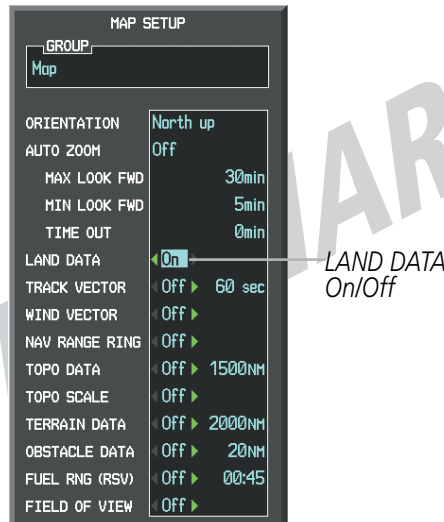 MAP SETUP
GROUP
Map
ORIENTATION North up
AUTO ZOOM Off
MAX LOOK FWD 30min
MIN LOOK FWD 5min
TIME OUT 0min
LAND DATA On
TRACK VECTOR Off 60 sec
WIND VECTOR Off
NAV RANGE RING Off
TOPO DATA Off 1500NM
TOPO SCALE Off
TERRAIN DATA Off 2000NM
OBSTACLE DATA Off 20NM
FUEL RNG (RSV) Off 00:45
FIELD OF VIEW Off
LAND DATA
On/Off